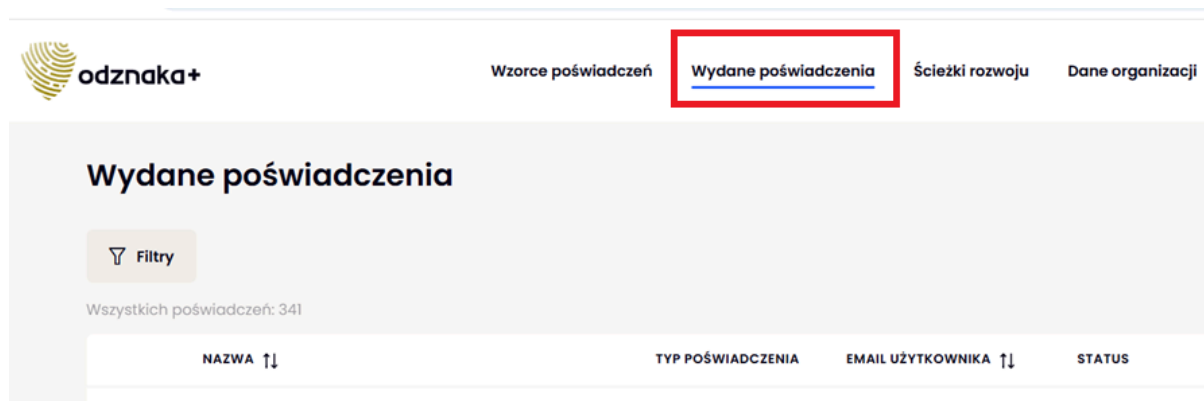 odznaka+ Wzorce poświadczeń Wydane poświadczenia Ścieżki rozwoju Dane organizacji
Wydane poświadczenia
Filtry
Wszystkich poświadczeń: 341
NAZWA TYP POŚWIADCZENIA EMAIL UŻYTKOWNIKA STATUS